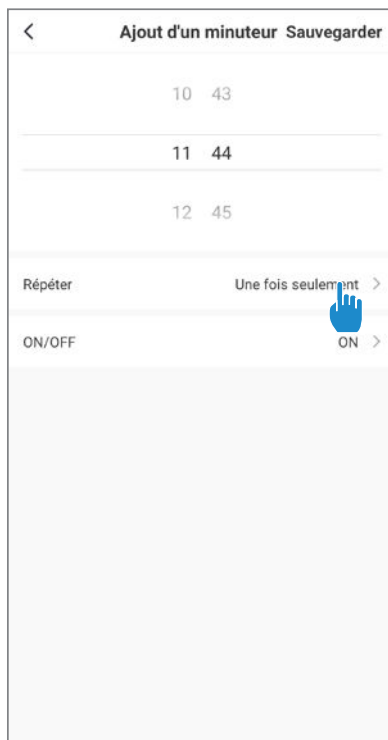 Ajout d'un minuteur Sauvegarder
10 43
11 44
12 45
Répéter Une fois seulement
ON/OFF ON